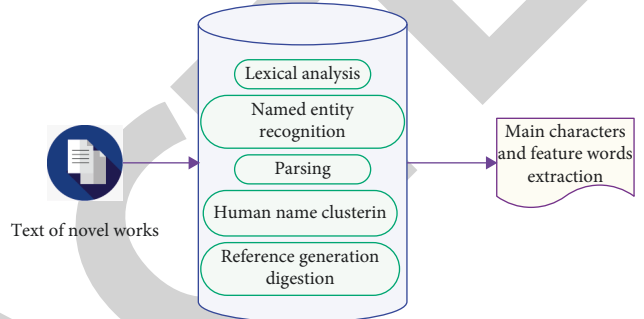 Lexical analysis
Named entity
recognition
Parsing
Human name clusterin
Reference generation
digestion
Text of novel works
Main characters
and feature words
extraction